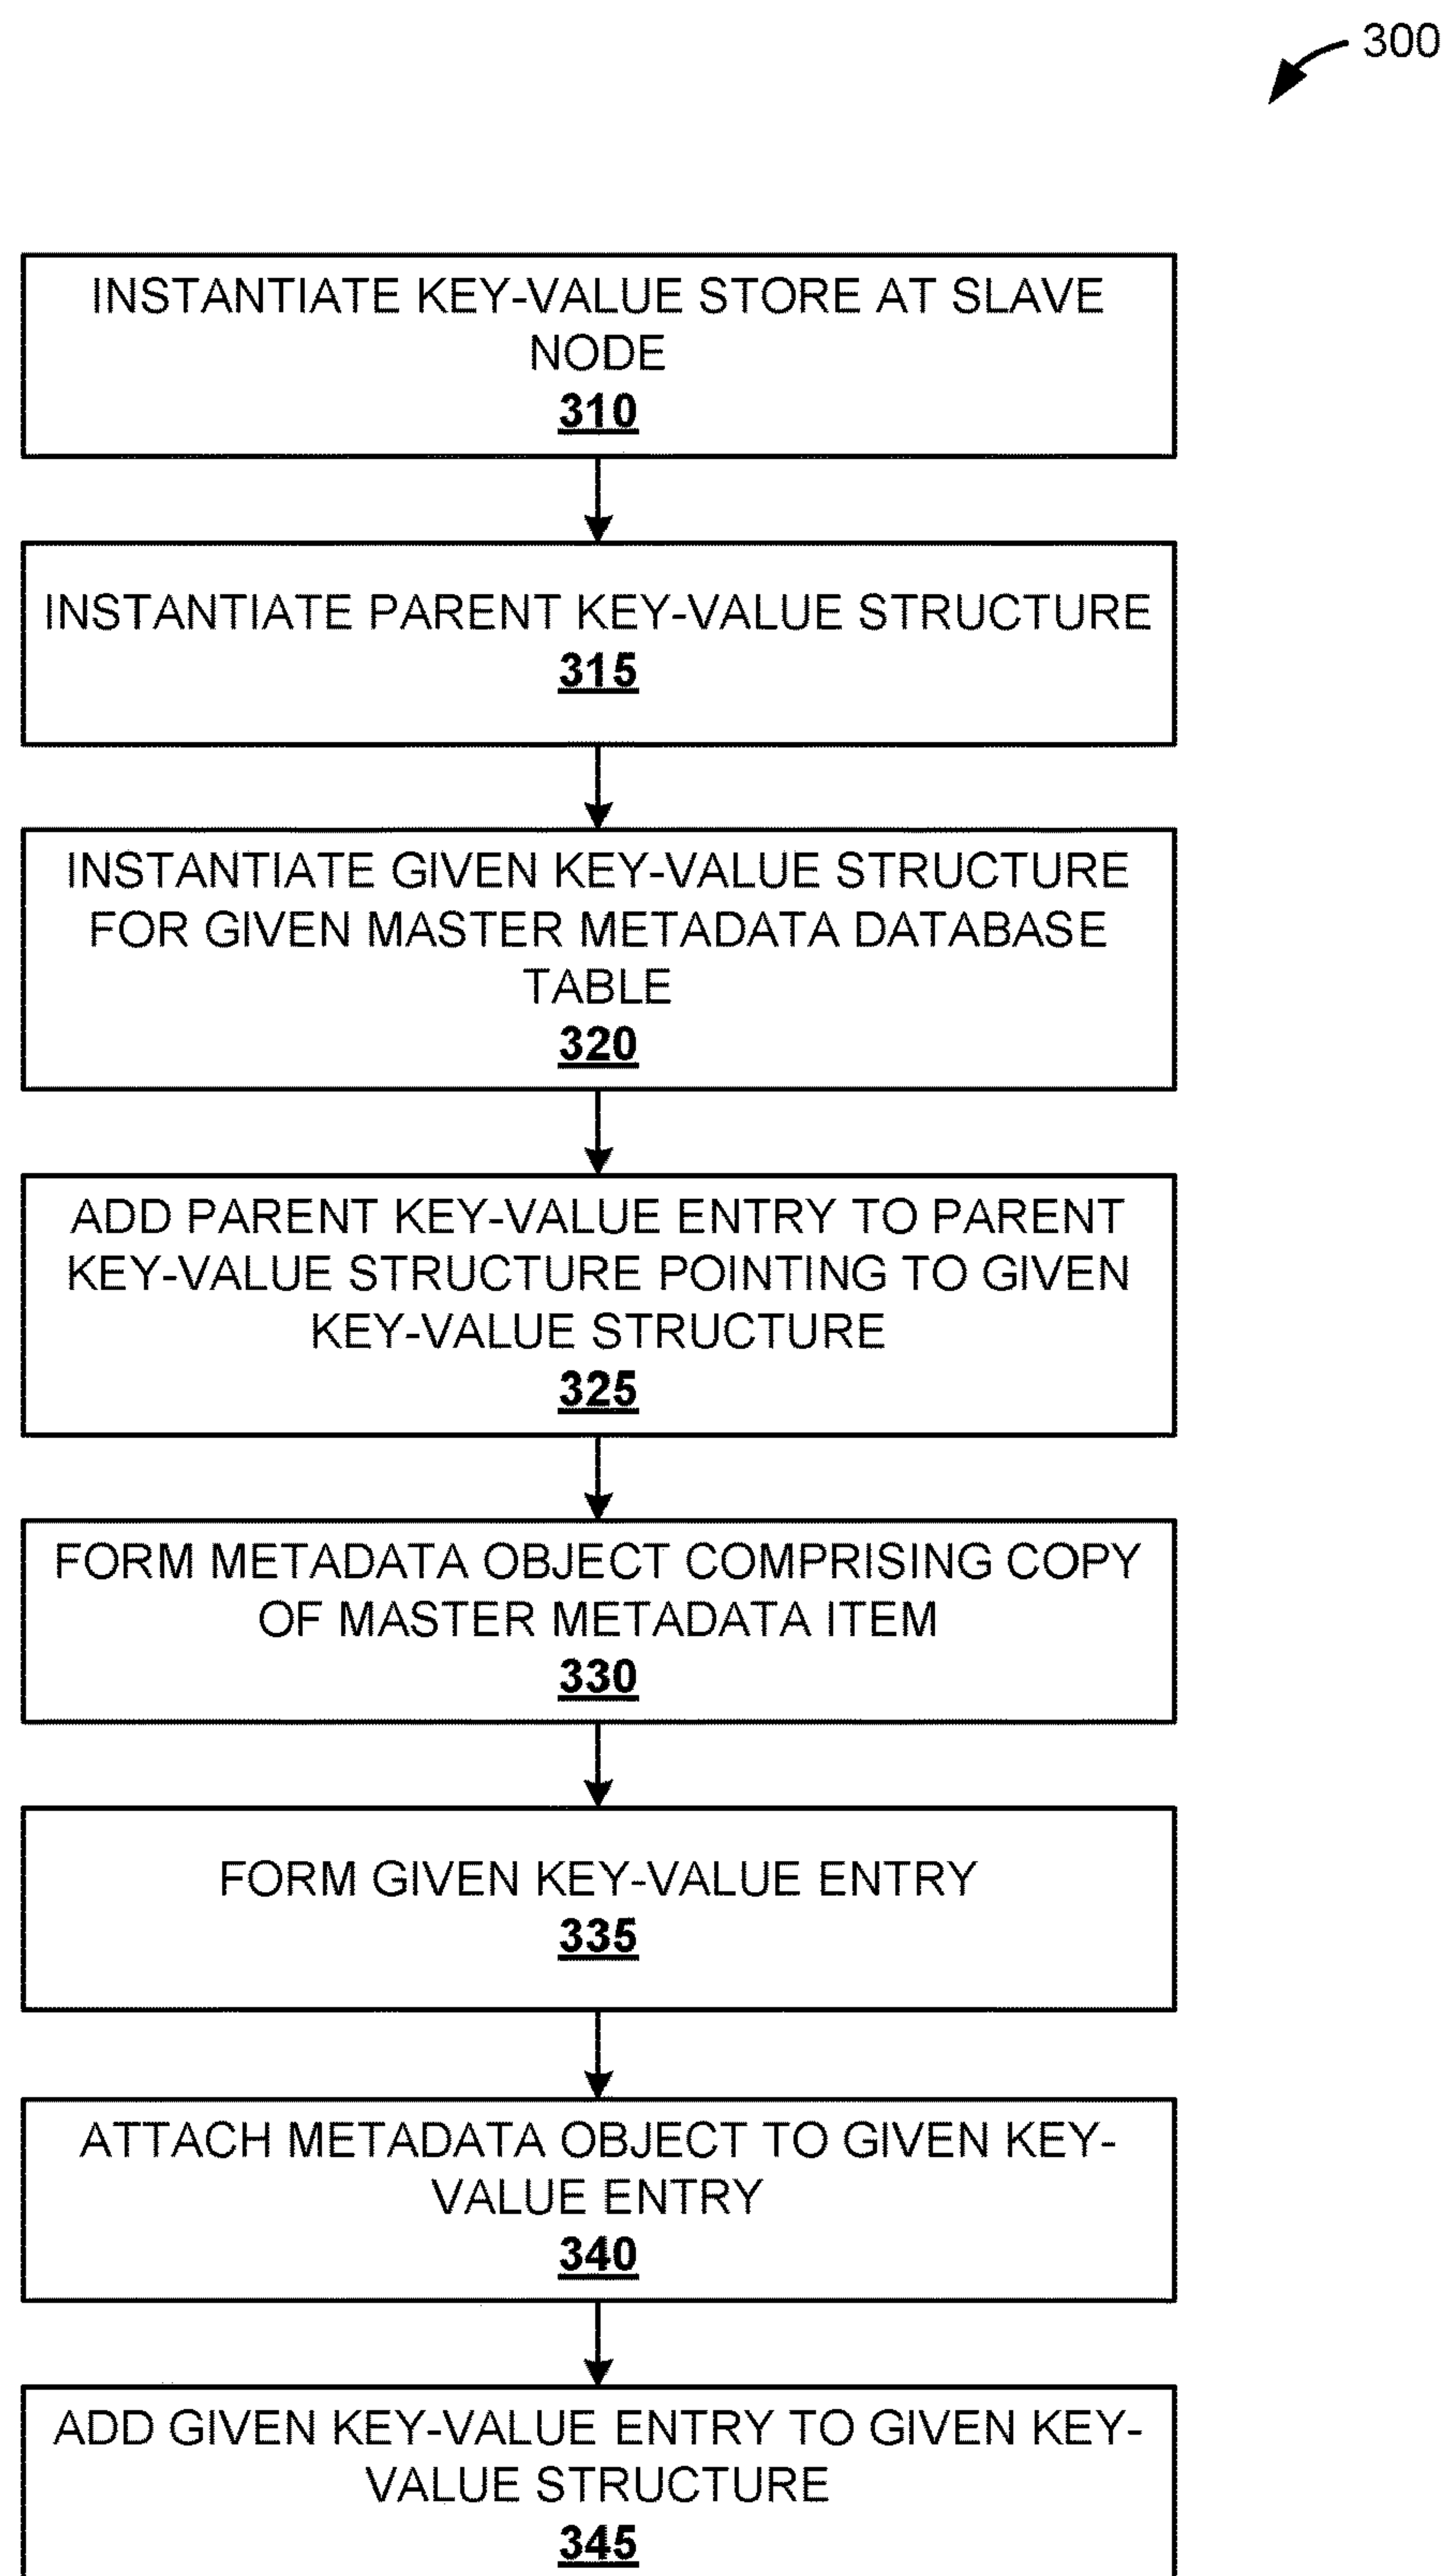 300
INSTANTIATE KEY-VALUE STORE AT SLAVE
NODE
310
INSTANTIATE PARENT KEY-VALUE STRUCTURE
315
INSTANTIATE GIVEN KEY-VALUE STRUCTURE
FOR GIVEN MASTER METADATA DATABASE
TABLE
320
ADD PARENT KEY-VALUE ENTRY TO PARENT
KEY-VALUE STRUCTURE POINTING TO GIVEN
KEY-VALUE STRUCTURE
325
FORM METADATA OBJECT COMPRISING COPY
OF MASTER METADATA ITEM
330
FORM GIVEN KEY-VALUE ENTRY
335
ATTACH METADATA OBJECT TO GIVEN KEY-
VALUE ENTRY
340
ADD GIVEN KEY-VALUE ENTRY TO GIVEN KEY-
VALUE STRUCTURE
345